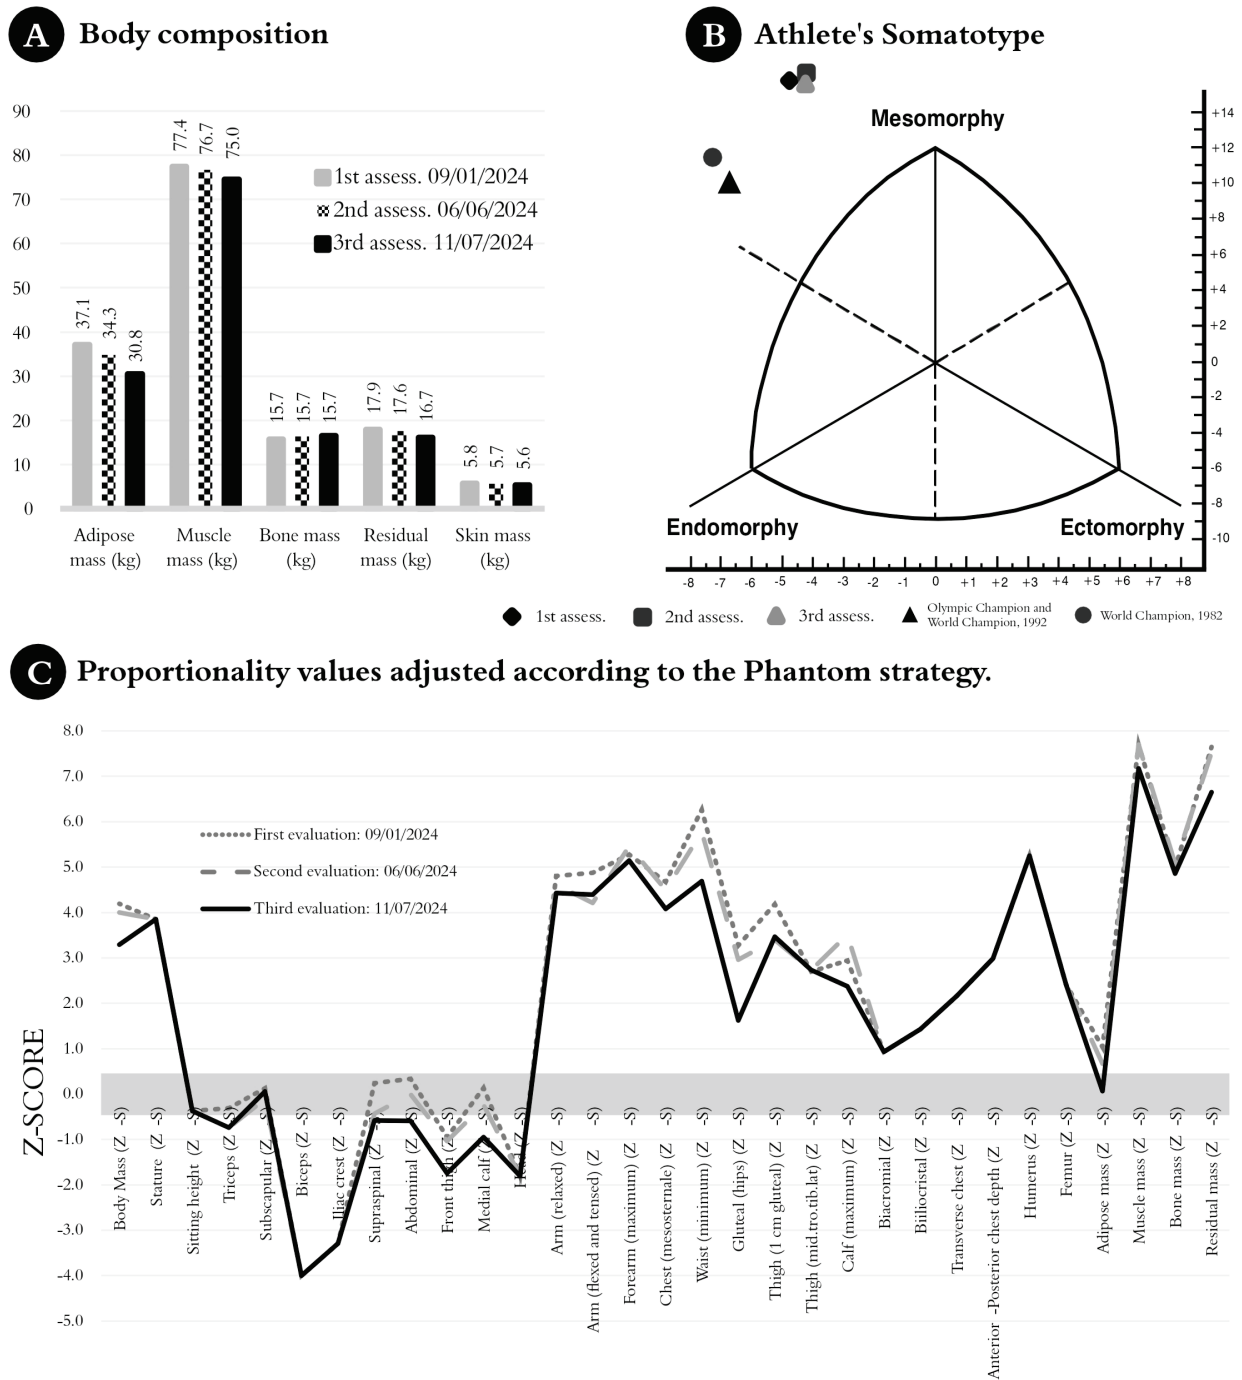 A Body composition
90
80
70
60
50
40
30
20
10
0
37.1
34.3
30.8
77.4
76.7
75.0
15.7
15.7
15.7
17.9
17.6
16.7
5.8
5.7
5.6
1st assess. 09/01/2024
2nd assess. 06/06/2024
3rd assess. 11/07/2024
Adipose
mass (kg)
Muscle
mass (kg)
Bone mass
(kg)
Residual
mass (kg)
Skin mass
(kg)
B Athlete's Somatotype
Mesomorphy
Endomorphy
Ectomorphy
+14
+12
+10
+8
+6
+4
+2
0
-2
-4
-6
-8
-10
-8 -7 -6 -5 -4 -3 -2 -1 0 +1 +2 +3 +4 +5 +6 +7 +8
1st assess.
2nd assess.
3rd assess.
Olympic Champion and
World Champion, 1992
World Champion, 1982
C Proportionality values adjusted according to the Phantom strategy.
Z-SCORE
8.0
7.0
6.0
5.0
4.0
3.0
2.0
1.0
0.0
-1.0
-2.0
-3.0
-4.0
-5.0
First evaluation: 09/01/2024
Second evaluation: 06/06/2024
Third evaluation: 11/07/2024
Body Mass (Z -S)
Stature (Z -S)
Sitting height (Z -S)
Triceps (Z -S)
Subscapular (Z -S)
Biceps (Z -S)
Iliac crest (Z -S)
Supraspinal (Z -S)
Abdominal (Z -S)
Front thigh (Z -S)
Medial calf (Z -S)
Head (Z -S)
Arm (relaxed) (Z -S)
Arm (flexed and tensed) (Z -S)
Forearm (maximum) (Z -S)
Chest (mesosternale) (Z -S)
Waist (minimum) (Z -S)
Gluteal (hips) (Z -S)
Thigh (1 cm gluteal) (Z -S)
Thigh (mid.tro.tib.lat) (Z -S)
Calf (maximum) (Z -S)
Biacromial (Z -S)
Biiliocristal (Z -S)
Transverse chest (Z -S)
Anterior -Posterior chest depth (Z -S)
Humerus (Z -S)
Femur (Z -S)
Adipose mass (Z -S)
Muscle mass (Z -S)
Bone mass (Z -S)
Residual mass (Z -S)